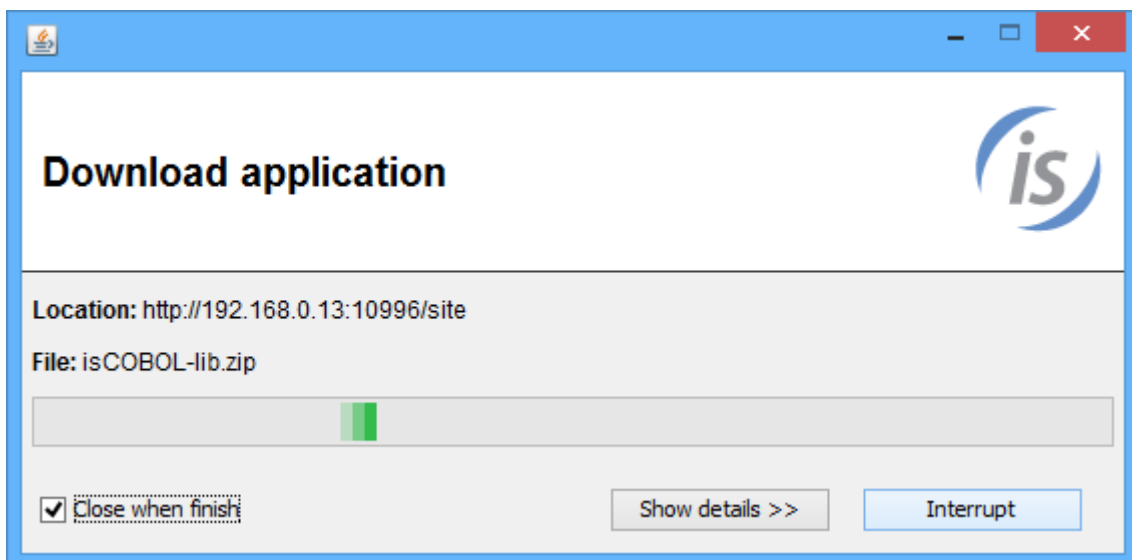 Download application
is
Location: http://192.168.0.13:10996/site
File: isCOBOL-lib.zip
Close when finish
Show details >>
Interrupt